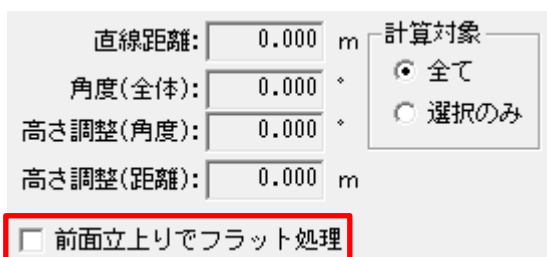 直線距離: 0.000 m
角度(全体): 0.000 °
高さ調整(角度): 0.000 °
高さ調整(距離): 0.000 m
計算対象
全て
選択のみ
前面立上りでフラット処理